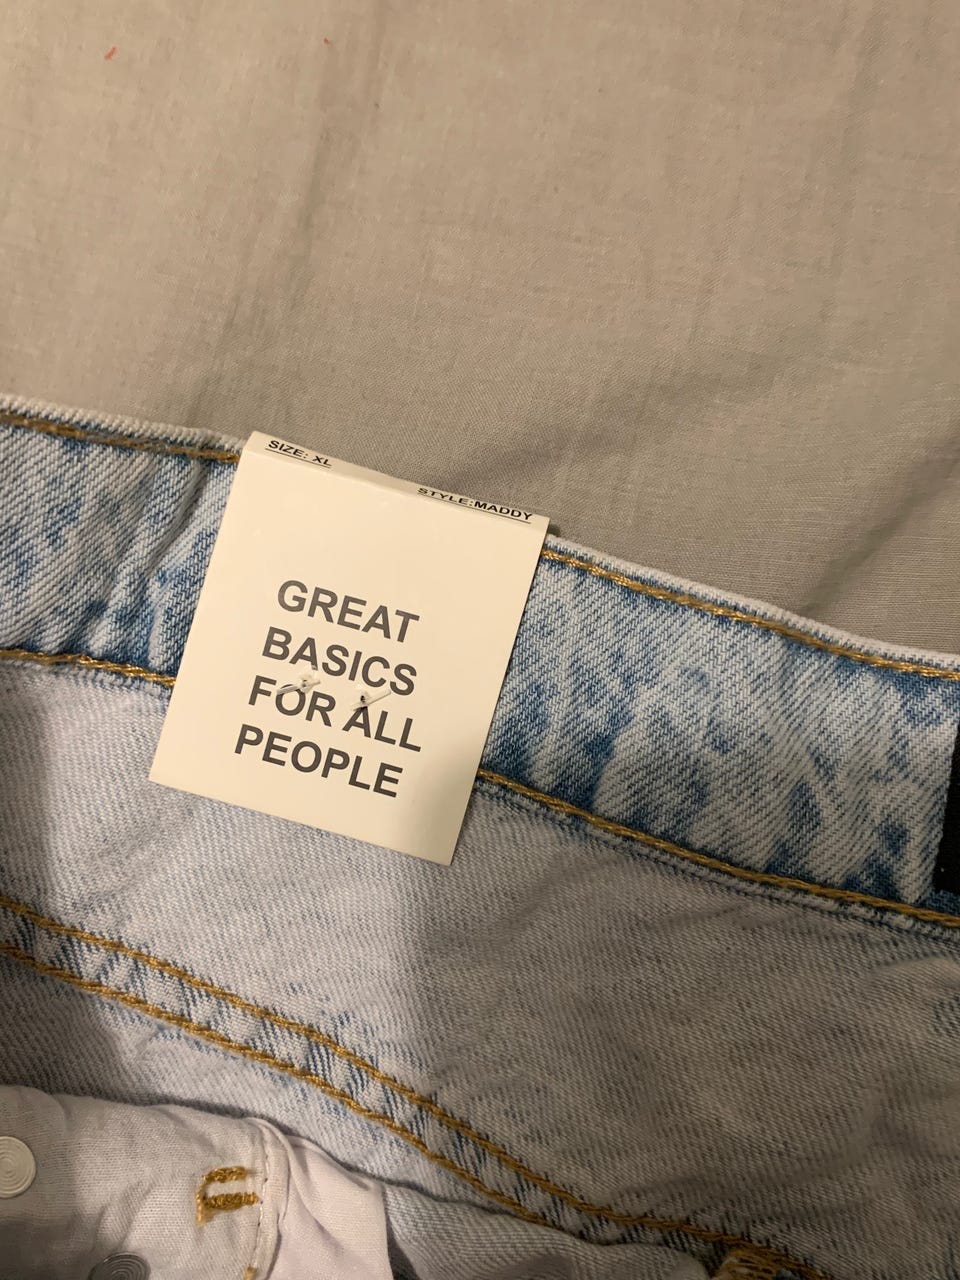 SIZE: XL
STYLE:MADDY
GREAT
BASICS
FOR ALL
PEOPLE